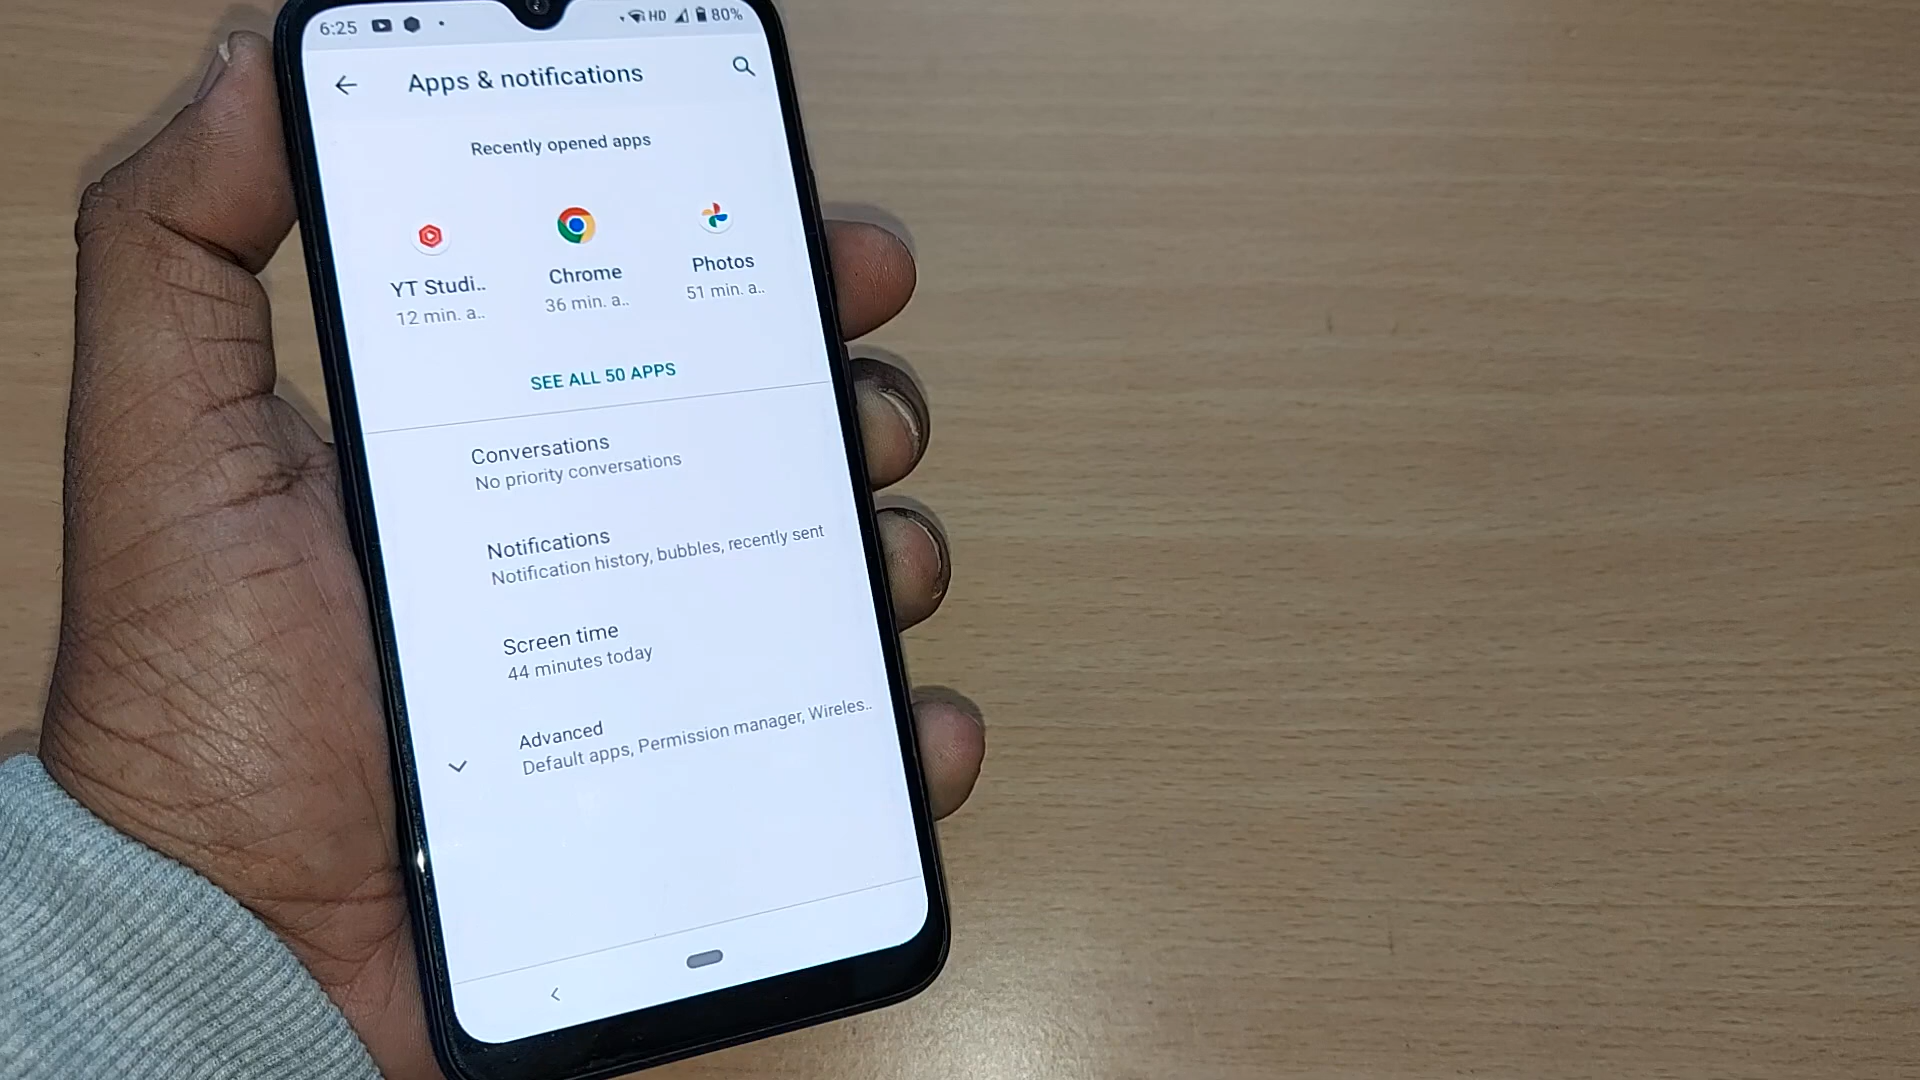 6:25 HD 80%
Apps & notifications
Recently opened apps
YT Studi.. Chrome Photos
12 min. a.. 36 min. a.. 51 min. a..
SEE ALL 50 APPS
Conversations
No priority conversations
Notifications
Notification history, bubbles, recently sent
Screen time
44 minutes today
Advanced
Default apps, Permission manager, Wireles..